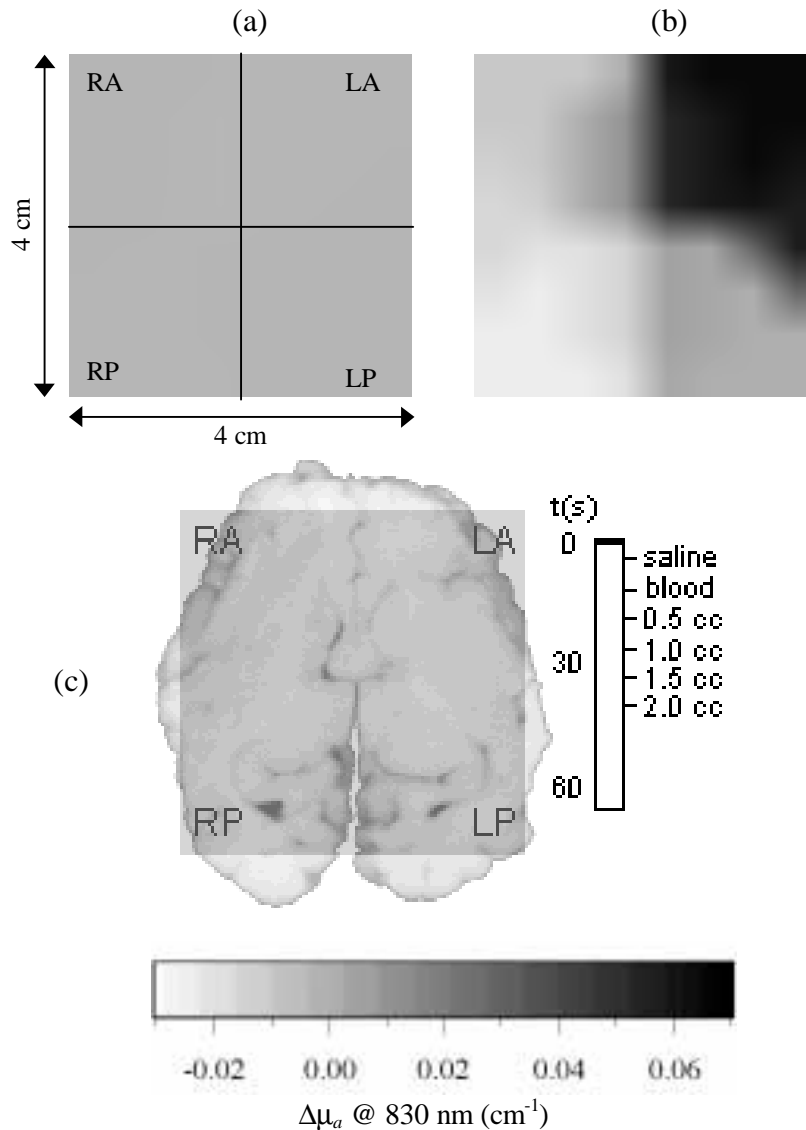 (a)
(b)
RA
LA
4 cm
RP
LP
4 cm
(c)
RA
LA
RP
LP
t(s)
0
saline
blood
0.5 cc
30
1.0 cc
1.5 cc
2.0 cc
60
-0.02 0.00 0.02 0.04 0.06
Δμa @ 830 nm (cm⁻¹)